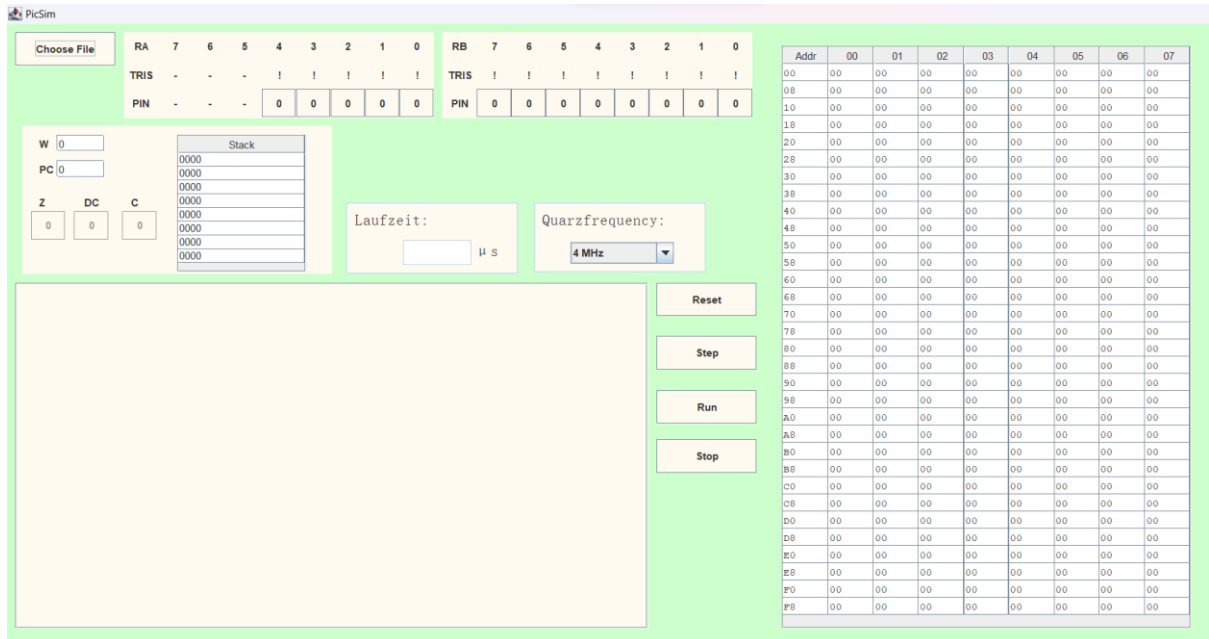 PicSim
Choose File
RA 7 6 5 4 3 2 1 0
TRIS - - - ! ! ! ! !
PIN - - - 0 0 0 0 0
RB 7 6 5 4 3 2 1 0
TRIS ! ! ! ! ! ! ! !
PIN 0 0 0 0 0 0 0 0
W 0
PC 0
Z DC C
0 0 0
Stack
0000
0000
0000
0000
0000
0000
0000
0000
Laufzeit:
μs
Quarzfrequency:
4 MHz
Reset
Step
Run
Stop
Addr 00 01 02 03 04 05 06 07
00 00 00 00 00 00 00 00 00
08 00 00 00 00 00 00 00 00
10 00 00 00 00 00 00 00 00
18 00 00 00 00 00 00 00 00
20 00 00 00 00 00 00 00 00
28 00 00 00 00 00 00 00 00
30 00 00 00 00 00 00 00 00
38 00 00 00 00 00 00 00 00
40 00 00 00 00 00 00 00 00
48 00 00 00 00 00 00 00 00
50 00 00 00 00 00 00 00 00
58 00 00 00 00 00 00 00 00
60 00 00 00 00 00 00 00 00
68 00 00 00 00 00 00 00 00
70 00 00 00 00 00 00 00 00
78 00 00 00 00 00 00 00 00
80 00 00 00 00 00 00 00 00
88 00 00 00 00 00 00 00 00
90 00 00 00 00 00 00 00 00
98 00 00 00 00 00 00 00 00
A0 00 00 00 00 00 00 00 00
A8 00 00 00 00 00 00 00 00
B0 00 00 00 00 00 00 00 00
B8 00 00 00 00 00 00 00 00
C0 00 00 00 00 00 00 00 00
C8 00 00 00 00 00 00 00 00
D0 00 00 00 00 00 00 00 00
D8 00 00 00 00 00 00 00 00
E0 00 00 00 00 00 00 00 00
E8 00 00 00 00 00 00 00 00
F0 00 00 00 00 00 00 00 00
F8 00 00 00 00 00 00 00 00